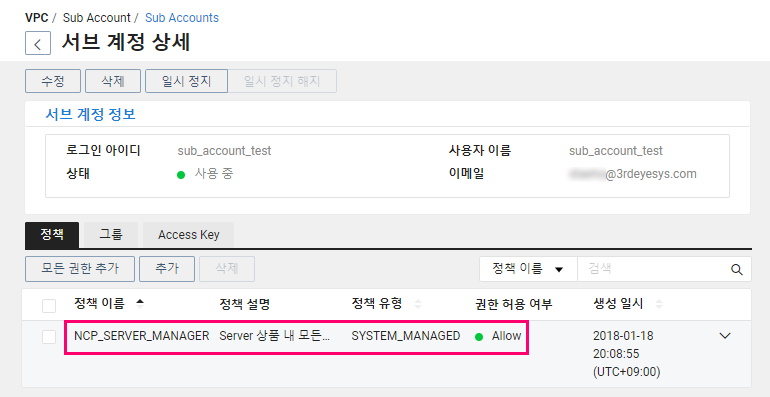 VPC / Sub Account / Sub Accounts
서브 계정 상세
수정 삭제 일시 정지 일시 정지 해지
서브 계정 정보
로그인 아이디 sub_account_test 사용자 이름 sub_account_test
상태 사용 중 이메일 @3rdeyesys.com
정책 그룹 Access Key
모든 권한 추가 추가 삭제 정책 이름 검색
정책 이름 정책 설명 정책 유형 권한 허용 여부 생성 일시
NCP_SERVER_MANAGER Server 상품 내 모든... SYSTEM_MANAGED Allow 2018-01-18
20:08:55
(UTC+09:00)